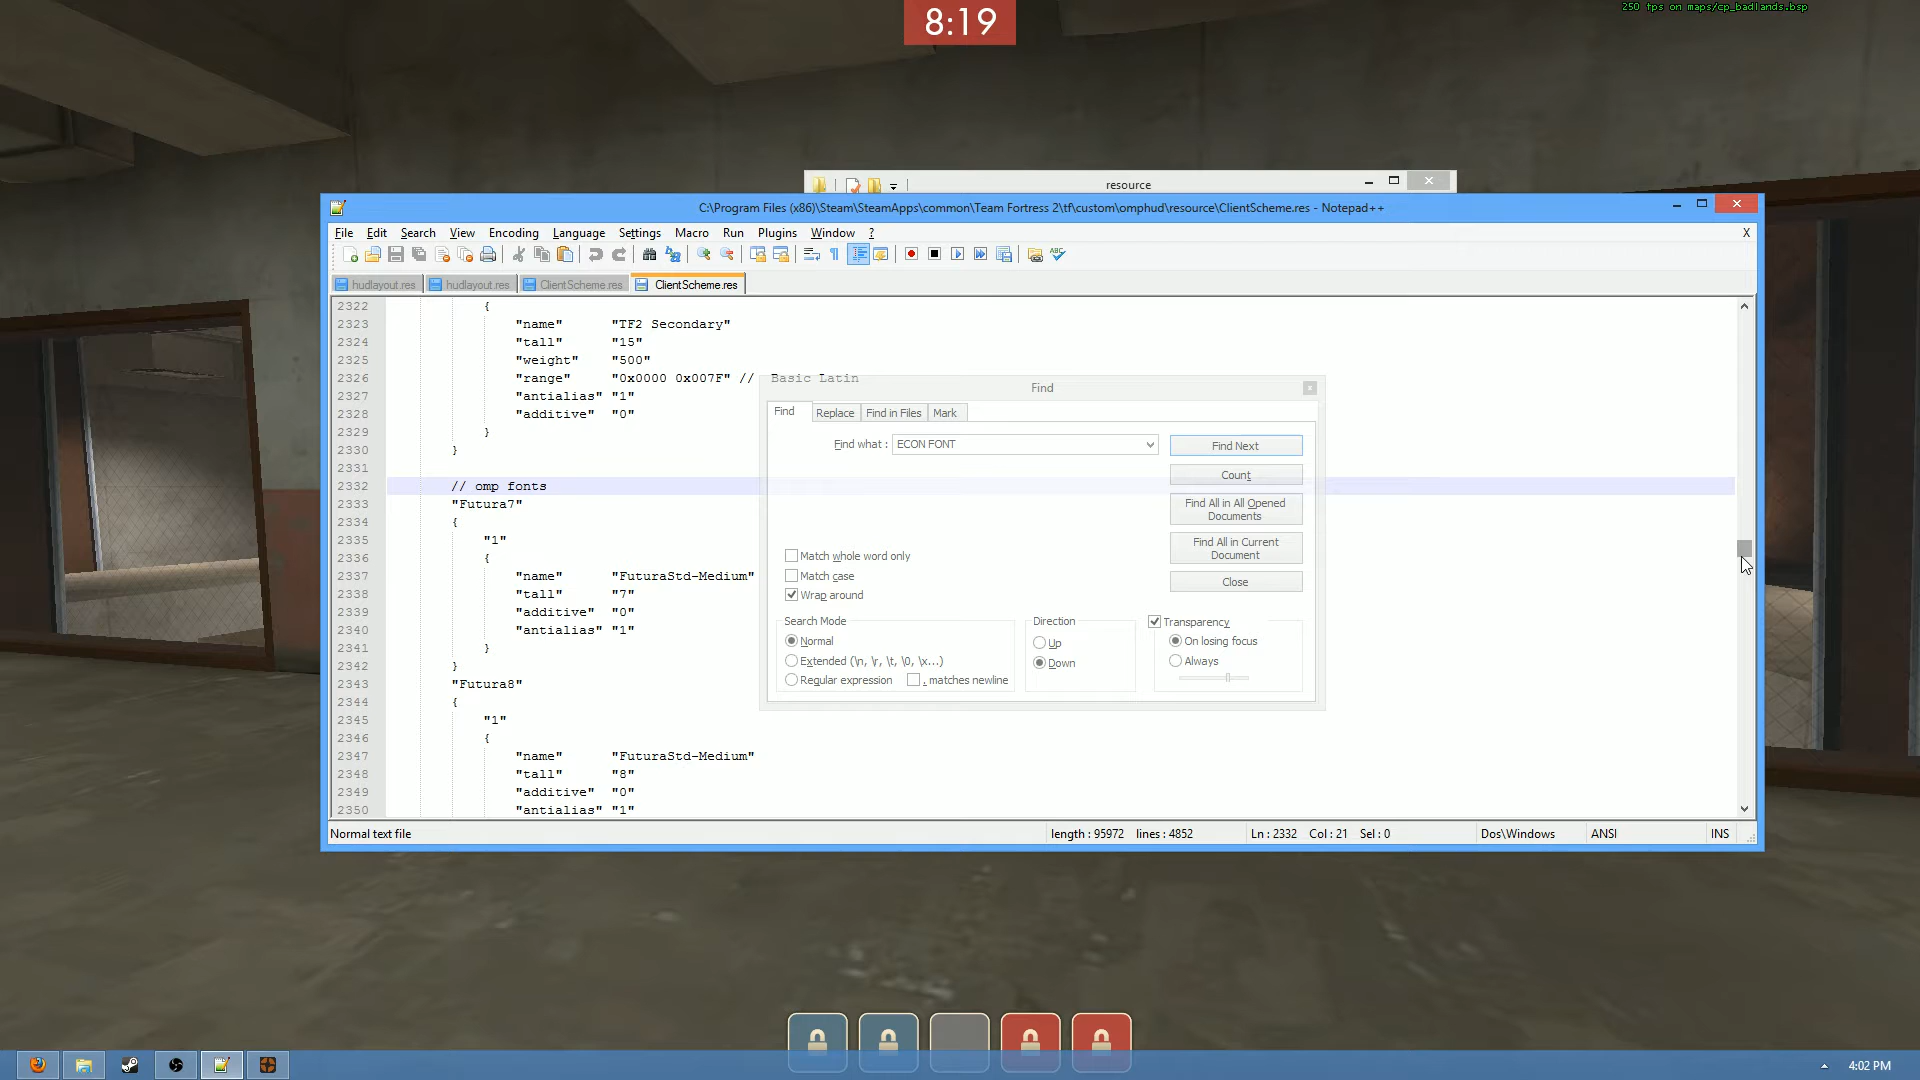 8:19
250 fps on maps/cp_badlands.bsp
resource
C:\Program Files (x86)\Steam\SteamApps\common\Team Fortress 2\tf\custom\omphud\resource\ClientScheme.res - Notepad++
File Edit Search View Encoding Language Settings Macro Run Plugins Window ? X
hudlayout.res hudlayout.res ClientScheme.res ClientScheme.res
2322 {
2323 "name" "TF2 Secondary"
2324 "tall" "15"
2325 "weight" "500"
2326 "range" "0x0000 0x007F" // Basic Latin
2327 "antialias" "1"
2328 "additive" "0"
2329 }
2330 }
2331
2332 // omp fonts
2333 "Futura7"
2334 {
2335 "1"
2336 {
2337 "name" "FuturaStd-Medium"
2338 "tall" "7"
2339 "additive" "0"
2340 "antialias" "1"
2341 }
2342 }
2343 "Futura8"
2344 {
2345 "1"
2346 {
2347 "name" "FuturaStd-Medium"
2348 "tall" "8"
2349 "additive" "0"
2350 "antialias" "1"
Find
Find Replace Find in Files Mark
Find what : ECON FONT
Find Next
Count
Find All in All Opened
Documents
Find All in Current
Document
Close
Match whole word only
Match case
Wrap around
Search Mode
Normal
Extended (\n, \r, \t, \0, \x...)
Regular expression . matches newline
Direction
Up
Down
Transparency
On losing focus
Always
Normal text file length : 95972 lines : 4852 Ln : 2332 Col : 21 Sel : 0 Dos\Windows ANSI INS
4:02 PM